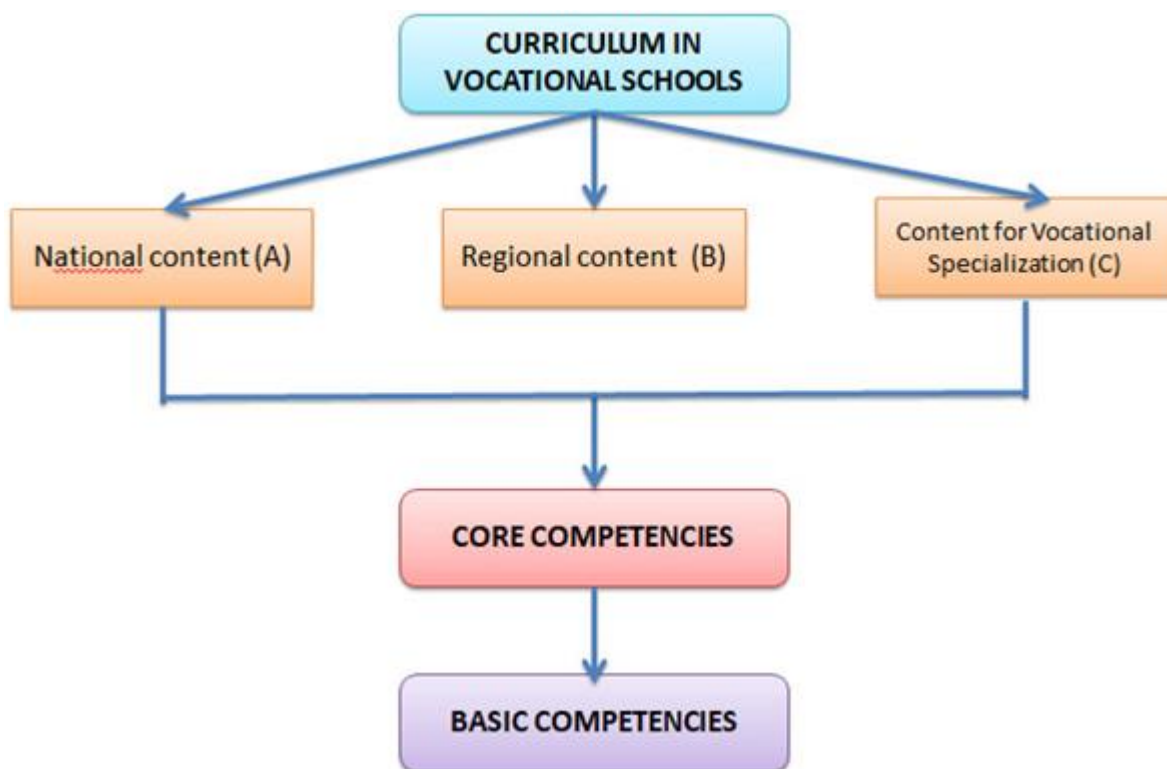 CURRICULUM IN
VOCATIONAL SCHOOLS
National content (A)
Regional content (B)
Content for Vocational
Specialization (C)
CORE COMPETENCIES
BASIC COMPETENCIES